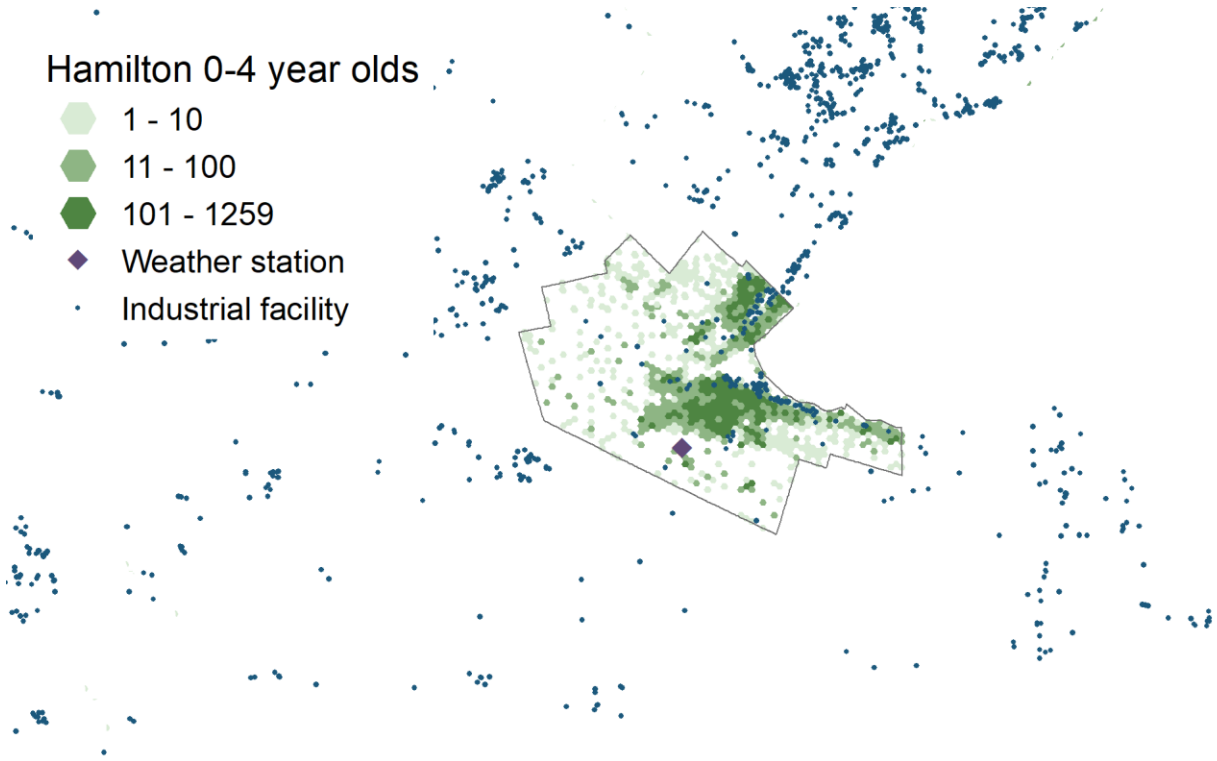 Hamilton 0-4 year olds
1 - 10
11 - 100
101 - 1259
Weather station
Industrial facility